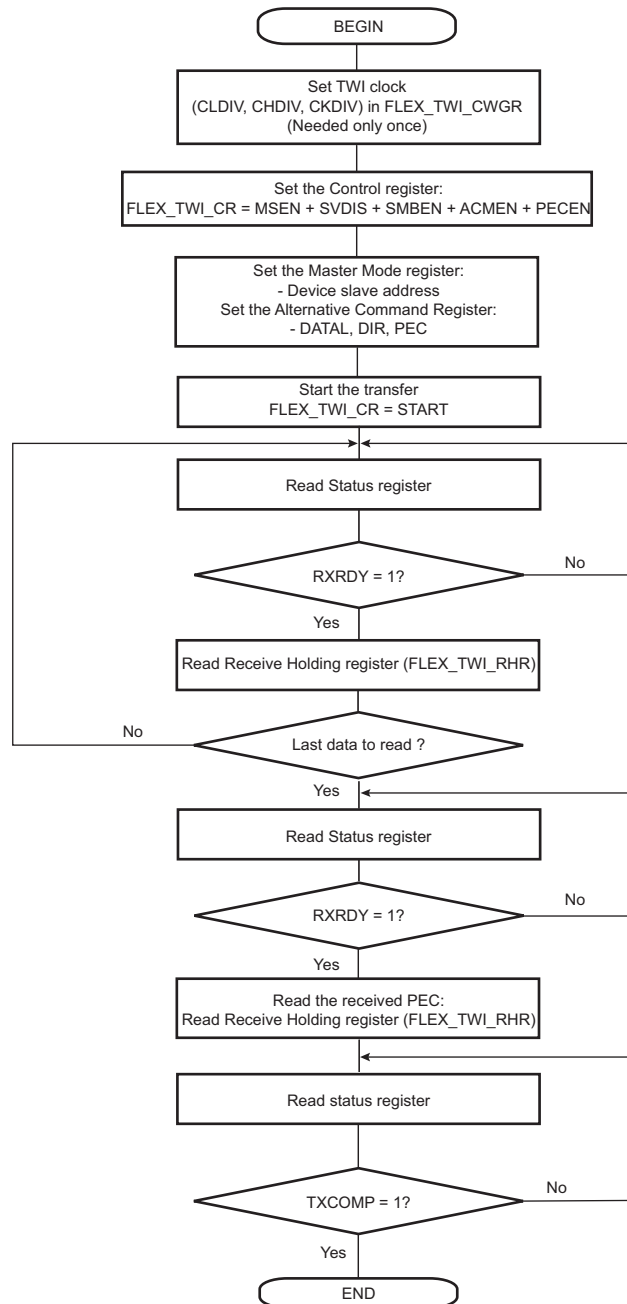 BEGIN
Set TWI clock
(CLDIV, CHDIV, CKDIV) in FLEX_TWI_CWGR
(Needed only once)
Set the Control register:
FLEX_TWI_CR = MSEN + SVDIS + SMBEN + ACMEN + PECEN
Set the Master Mode register:
- Device slave address
Set the Alternative Command Register:
- DATAL, DIR, PEC
Start the transfer
FLEX_TWI_CR = START
Read Status register
RXRDY = 1?
No
Yes
Read Receive Holding register (FLEX_TWI_RHR)
No
Last data to read ?
Yes
Read Status register
RXRDY = 1?
No
Yes
Read the received PEC:
Read Receive Holding register (FLEX_TWI_RHR)
Read status register
TXCOMP = 1?
No
Yes
END